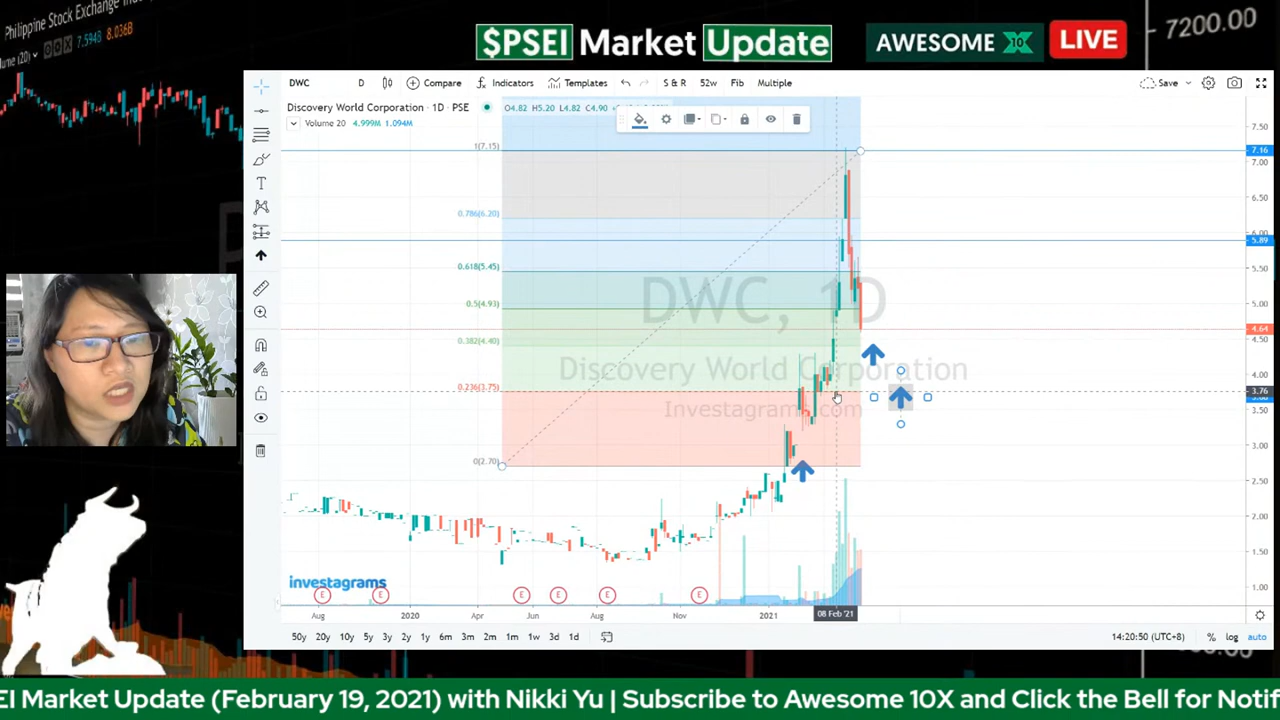 Philippine Stock Exchange In
ume (20)
7.594B 8.036B
$PSEI Market Update
AWESOME 10X
LIVE
7200.00
DWC
D
Compare
Indicators
Templates
S & R
52w
Fib
Multiple
Save
Discovery World Corporation · 1D · PSE
O4.82 H5.20 L4.82 C4.90
Volume 20 4.999M 1.094M
1(7.15)
0.786(6.20)
0.618(5.45)
0.5(4.93)
0.382(4.40)
0.236(3.75)
0(2.70)
DWC, 1D
Discovery World Corporation
Investagrams.com
7.50
7.16
7.00
6.50
6.00
5.89
5.50
5.00
4.64
4.50
4.00
3.76
3.50
3.00
2.50
2.00
1.50
1.00
investagrams
E E E E E E
Aug 2020 Apr Jun Aug Nov 2021 08 Feb '21
50y 20y 10y 5y 3y 2y 1y 6m 3m 2m 1m 1w 3d 1d
14:20:50 (UTC+8) % log auto
EI Market Update (February 19, 2021) with Nikki Yu | Subscribe to Awesome 10X and Click the Bell for Notif